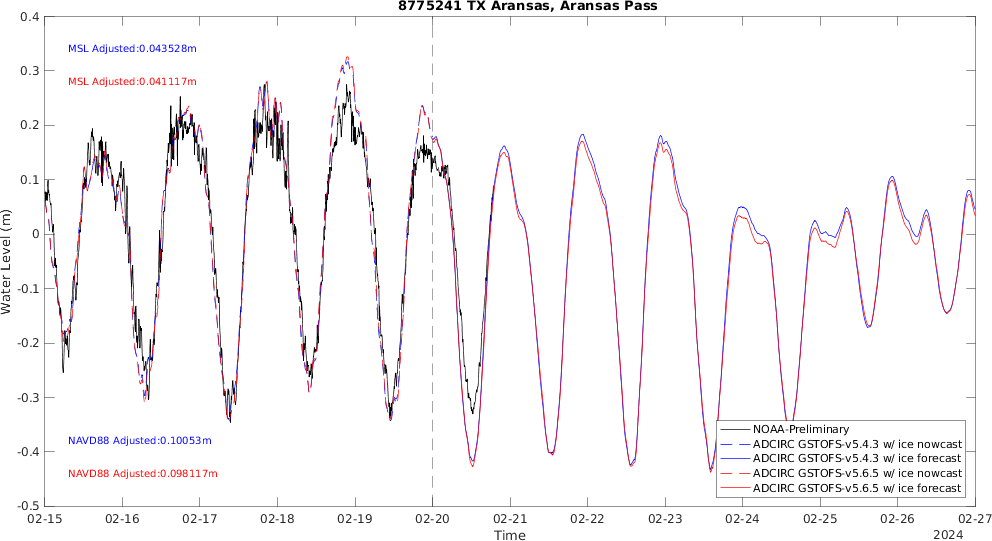 8775241 TX Aransas, Aransas Pass
0.4
0.3
0.2
0.1
0
-0.1
-0.2
-0.3
-0.4
-0.5
Water Level (m)
MSL Adjusted:0.043528m
MSL Adjusted:0.041117m
NAVD88 Adjusted:0.10053m
NAVD88 Adjusted:0.098117m
NOAA-Preliminary
ADCIRC GSTOFS-v5.4.3 w/ ice nowcast
ADCIRC GSTOFS-v5.4.3 w/ ice forecast
ADCIRC GSTOFS-v5.6.5 w/ ice nowcast
ADCIRC GSTOFS-v5.6.5 w/ ice forecast
02-15 02-16 02-17 02-18 02-19 02-20 02-21 02-22 02-23 02-24 02-25 02-26 02-27
Time
2024